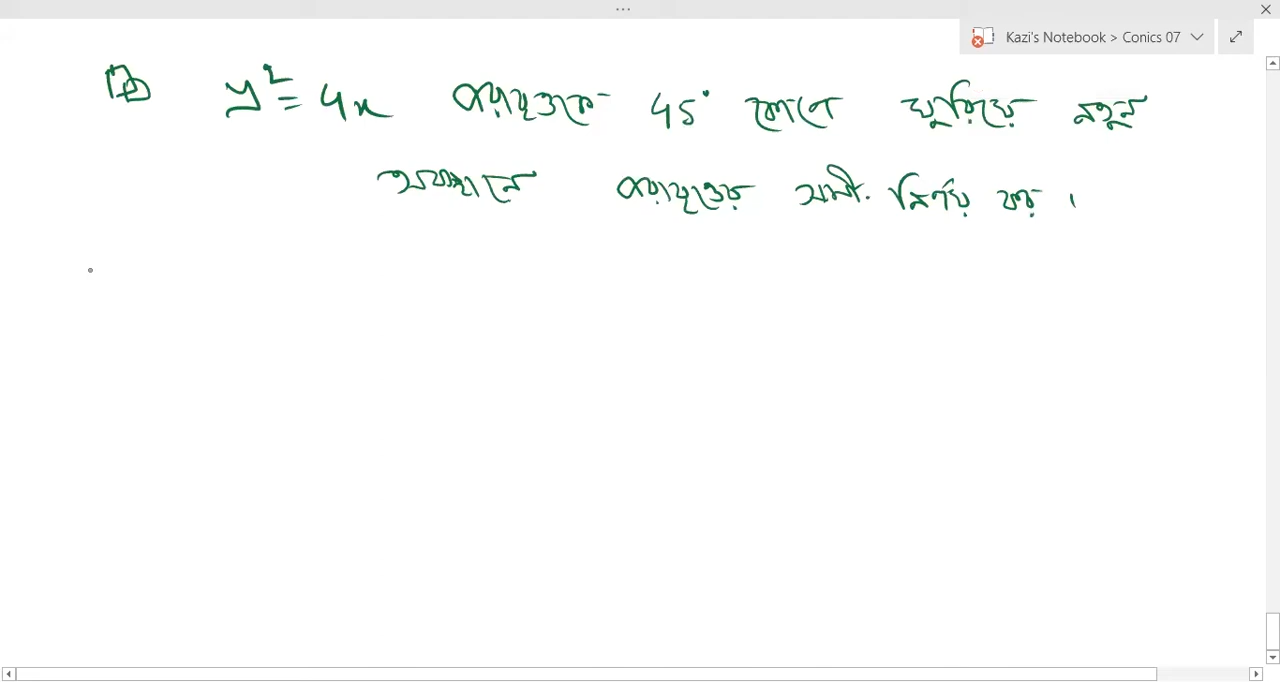 Kazi's Notebook > Conics 07
y² = 4x পরাবৃত্তকে 45° কোণে ঘুরিয়ে নতুন
অবস্থানে পরাবৃত্তের সমী. নির্ণয় কর ।